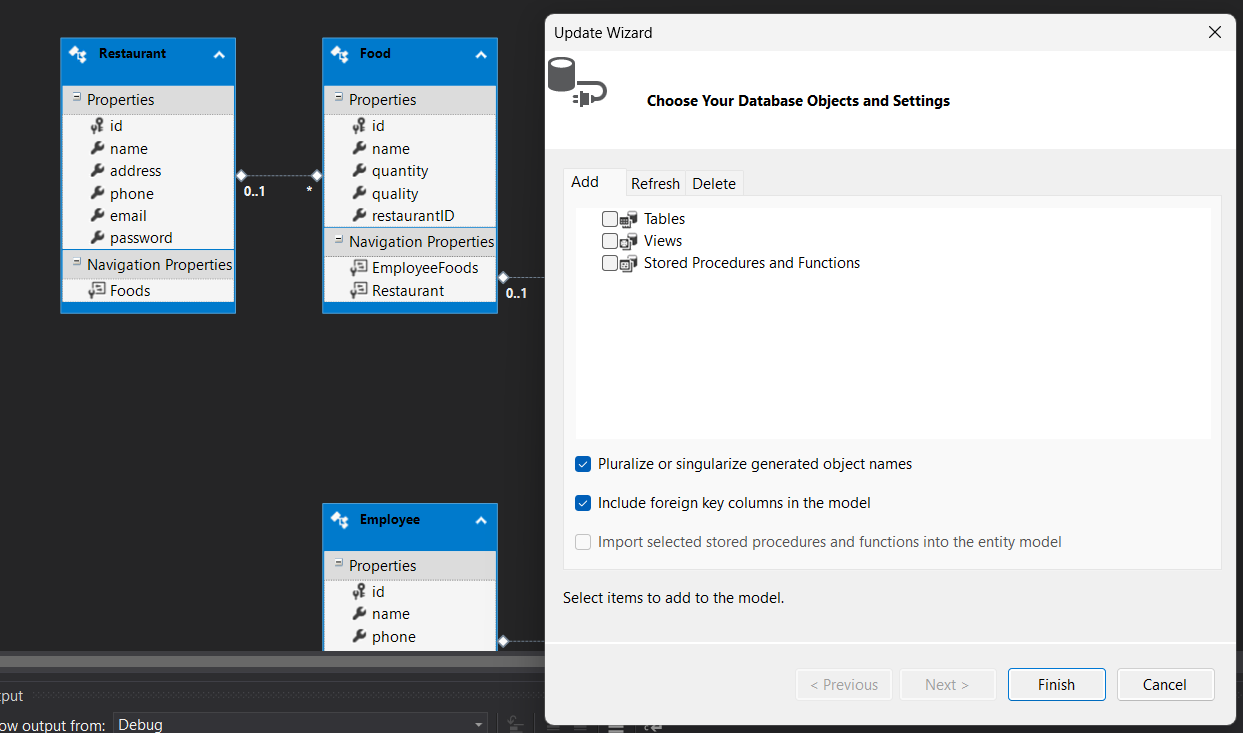 Restaurant
Properties
id
name
address
phone
email
password
Navigation Properties
Foods
0..1
*
Food
Properties
id
name
quantity
quality
restaurantID
Navigation Properties
EmployeeFoods
Restaurant
0..1
Employee
Properties
id
name
phone
put
ow output from:
Debug
Update Wizard
Choose Your Database Objects and Settings
Add
Refresh
Delete
Tables
Views
Stored Procedures and Functions
Pluralize or singularize generated object names
Include foreign key columns in the model
Import selected stored procedures and functions into the entity model
Select items to add to the model.
< Previous
Next >
Finish
Cancel